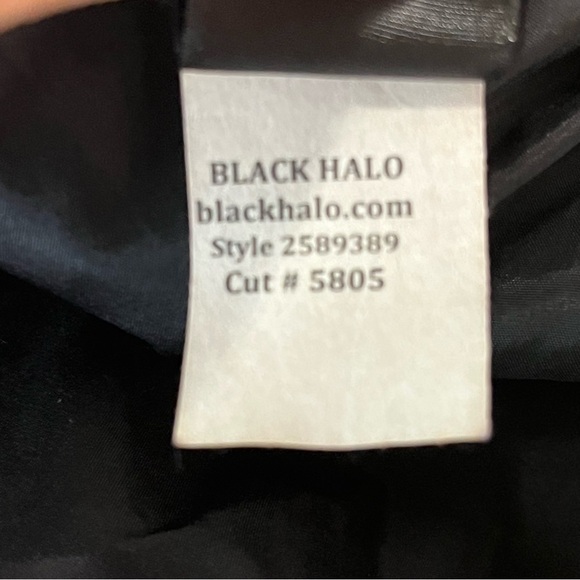 BLACK HALO
blackhalo.com
Style 2589389
Cut # 5805